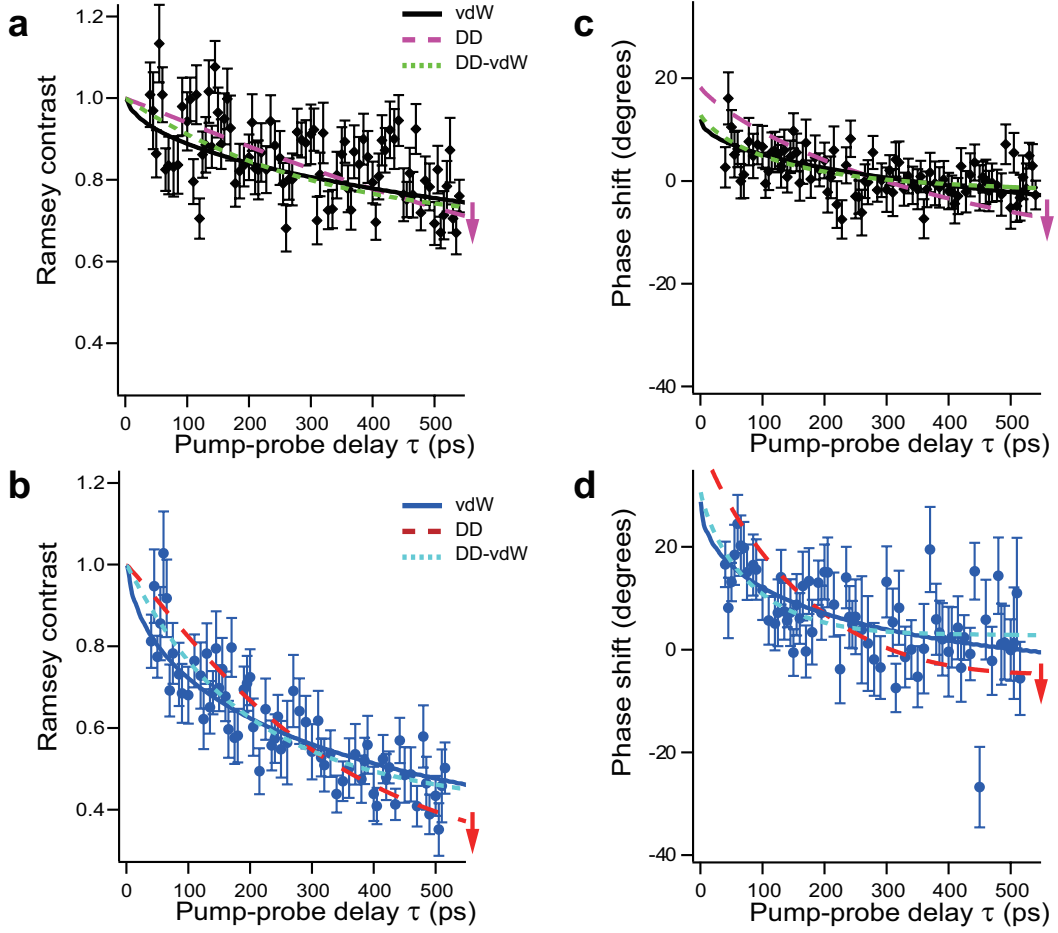 a
1.2
1.0
0.8
0.6
0.4
Ramsey contrast
vdW
DD
DD-vdW
0 100 200 300 400 500
Pump-probe delay τ (ps)
c
20
0
-20
-40
Phase shift (degrees)
0 100 200 300 400 500
Pump-probe delay τ (ps)
b
1.2
1.0
0.8
0.6
0.4
Ramsey contrast
vdW
DD
DD-vdW
0 100 200 300 400 500
Pump-probe delay τ (ps)
d
20
0
-20
-40
Phase shift (degrees)
0 100 200 300 400 500
Pump-probe delay τ (ps)